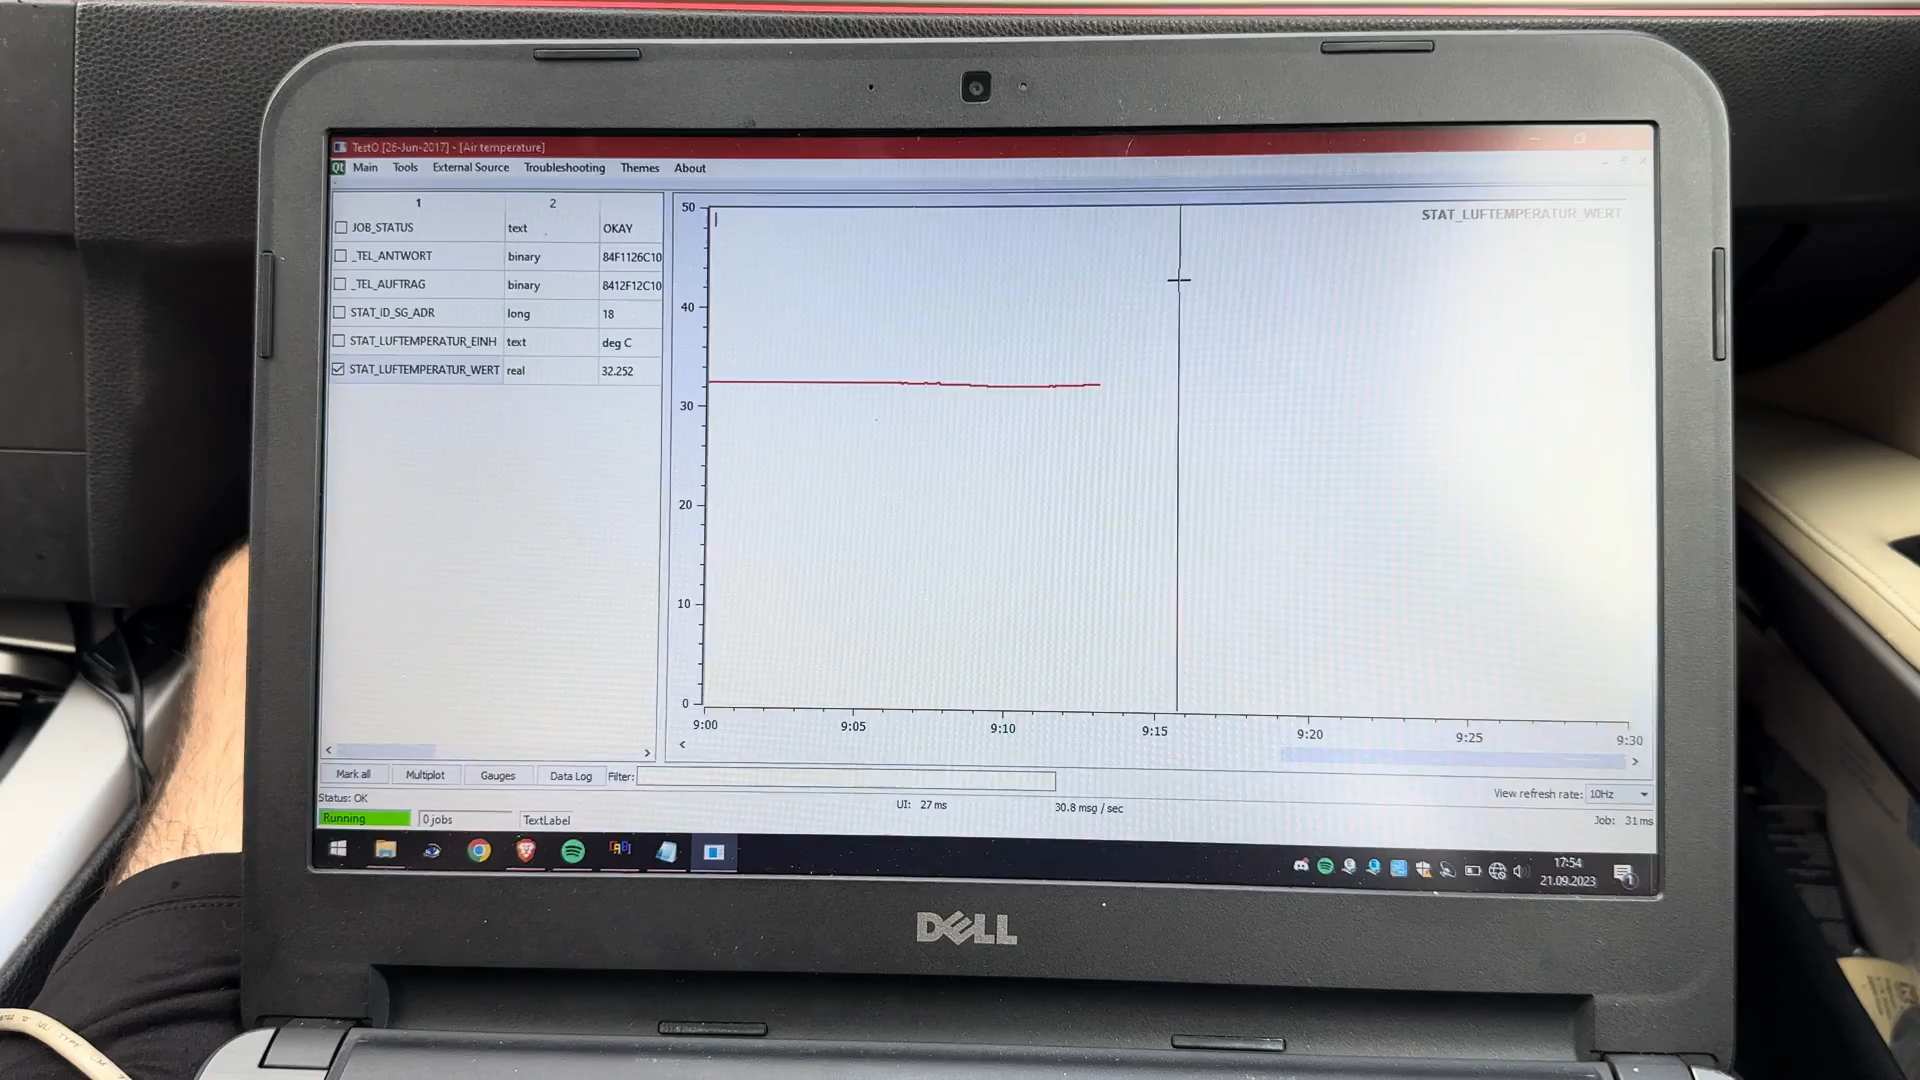 TestO [26-Jun-2017] - [Air temperature]
Qt Main Tools External Source Troubleshooting Themes About
1 2
JOB_STATUS text OKAY
_TEL_ANTWORT binary 84F1126C10
_TEL_AUFTRAG binary 8412F12C10
STAT_ID_SG_ADR long 18
STAT_LUFTEMPERATUR_EINH text deg C
STAT_LUFTEMPERATUR_WERT real 32.252
STAT_LUFTEMPERATUR_WERT
50
40
30
20
10
0
9:00 9:05 9:10 9:15 9:20 9:25 9:30
Mark all Multiplot Gauges Data Log Filter:
Status: OK UI: 27 ms 30.8 msg / sec View refresh rate: 10Hz
Running 0 jobs TextLabel Job: 31 ms
17:54
21.09.2023
1
DELL